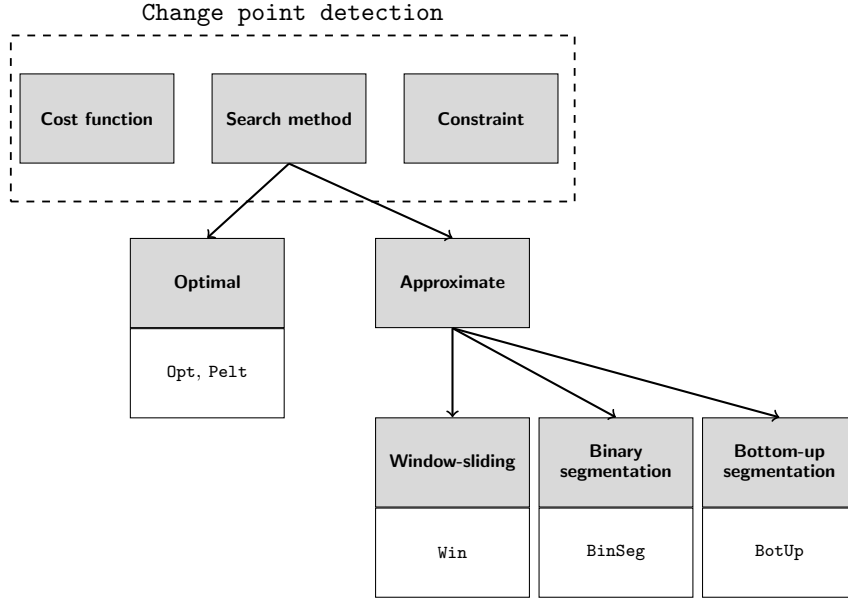 Change point detection
Cost function
Search method
Constraint
Optimal
Approximate
Opt, Pelt
Window-sliding
Binary
segmentation
Bottom-up
segmentation
Win
BinSeg
BotUp